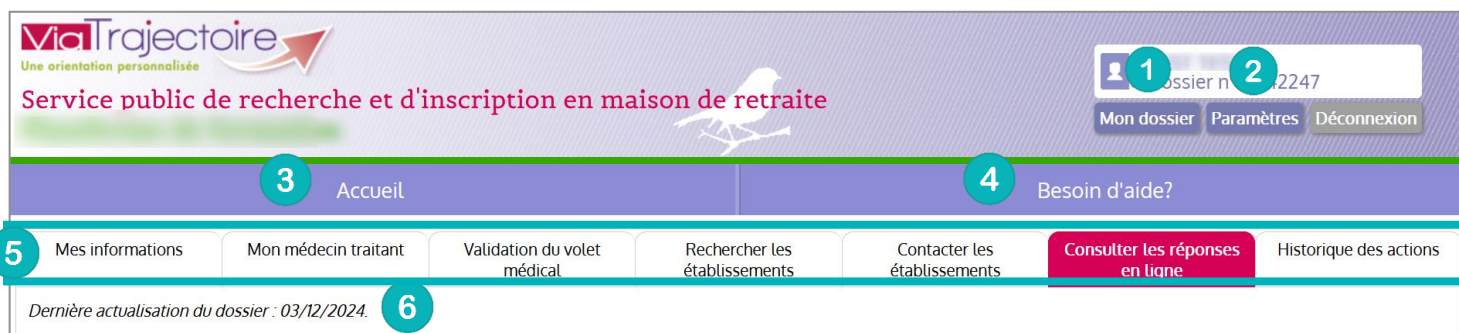 ViaTrajectoire
Une orientation personnalisée
Service public de recherche et d'inscription en maison de retraite
1
2
42247
Mon dossier Paramètres Déconnexion
3 Accueil
4 Besoin d'aide?
5
Mes informations
Mon médecin traitant
Validation du volet
médical
Rechercher les
établissements
Contacter les
établissements
Consulter les réponses
en ligne
Historique des actions
Dernière actualisation du dossier : 03/12/2024. 6